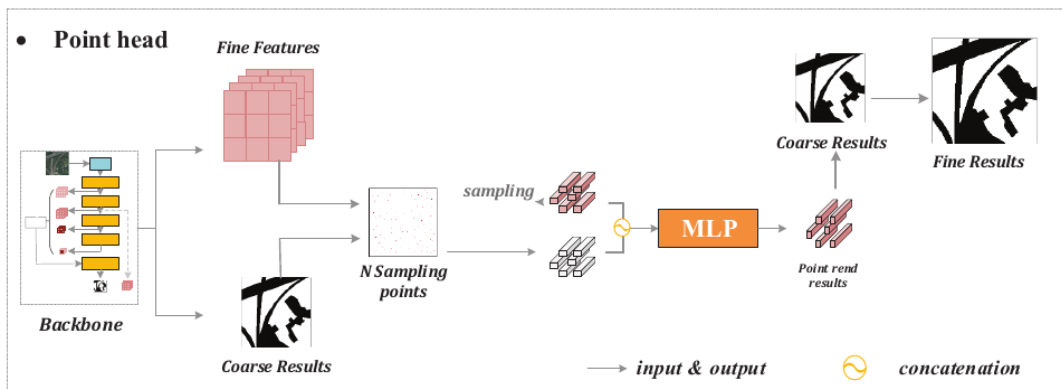 • Point head
Fine Features
Backbone
Coarse Results
N Sampling
points
sampling
MLP
Point rend
results
Coarse Results
Fine Results
input & output
concatenation